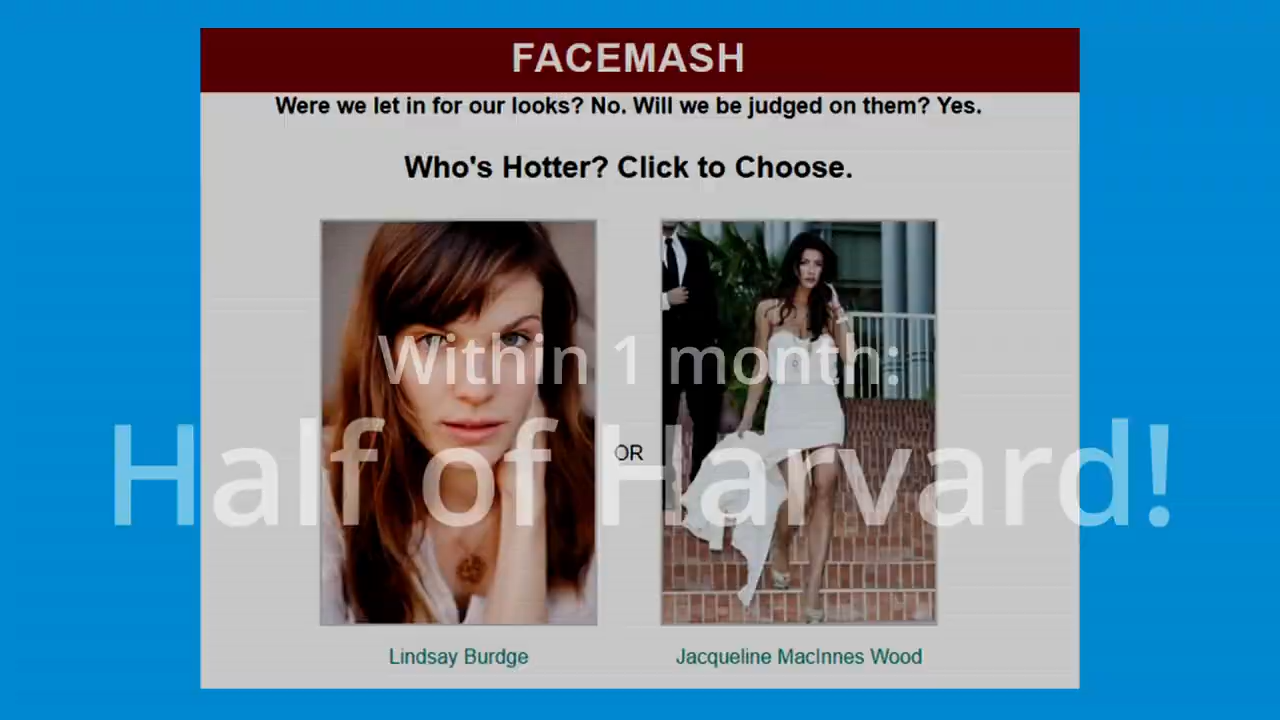 FACEMASH
Were we let in for our looks? No. Will we be judged on them? Yes.
Who's Hotter? Click to Choose.
Within 1 month:
Half of Harvard!
OR
Lindsay Burdge
Jacqueline MacInnes Wood